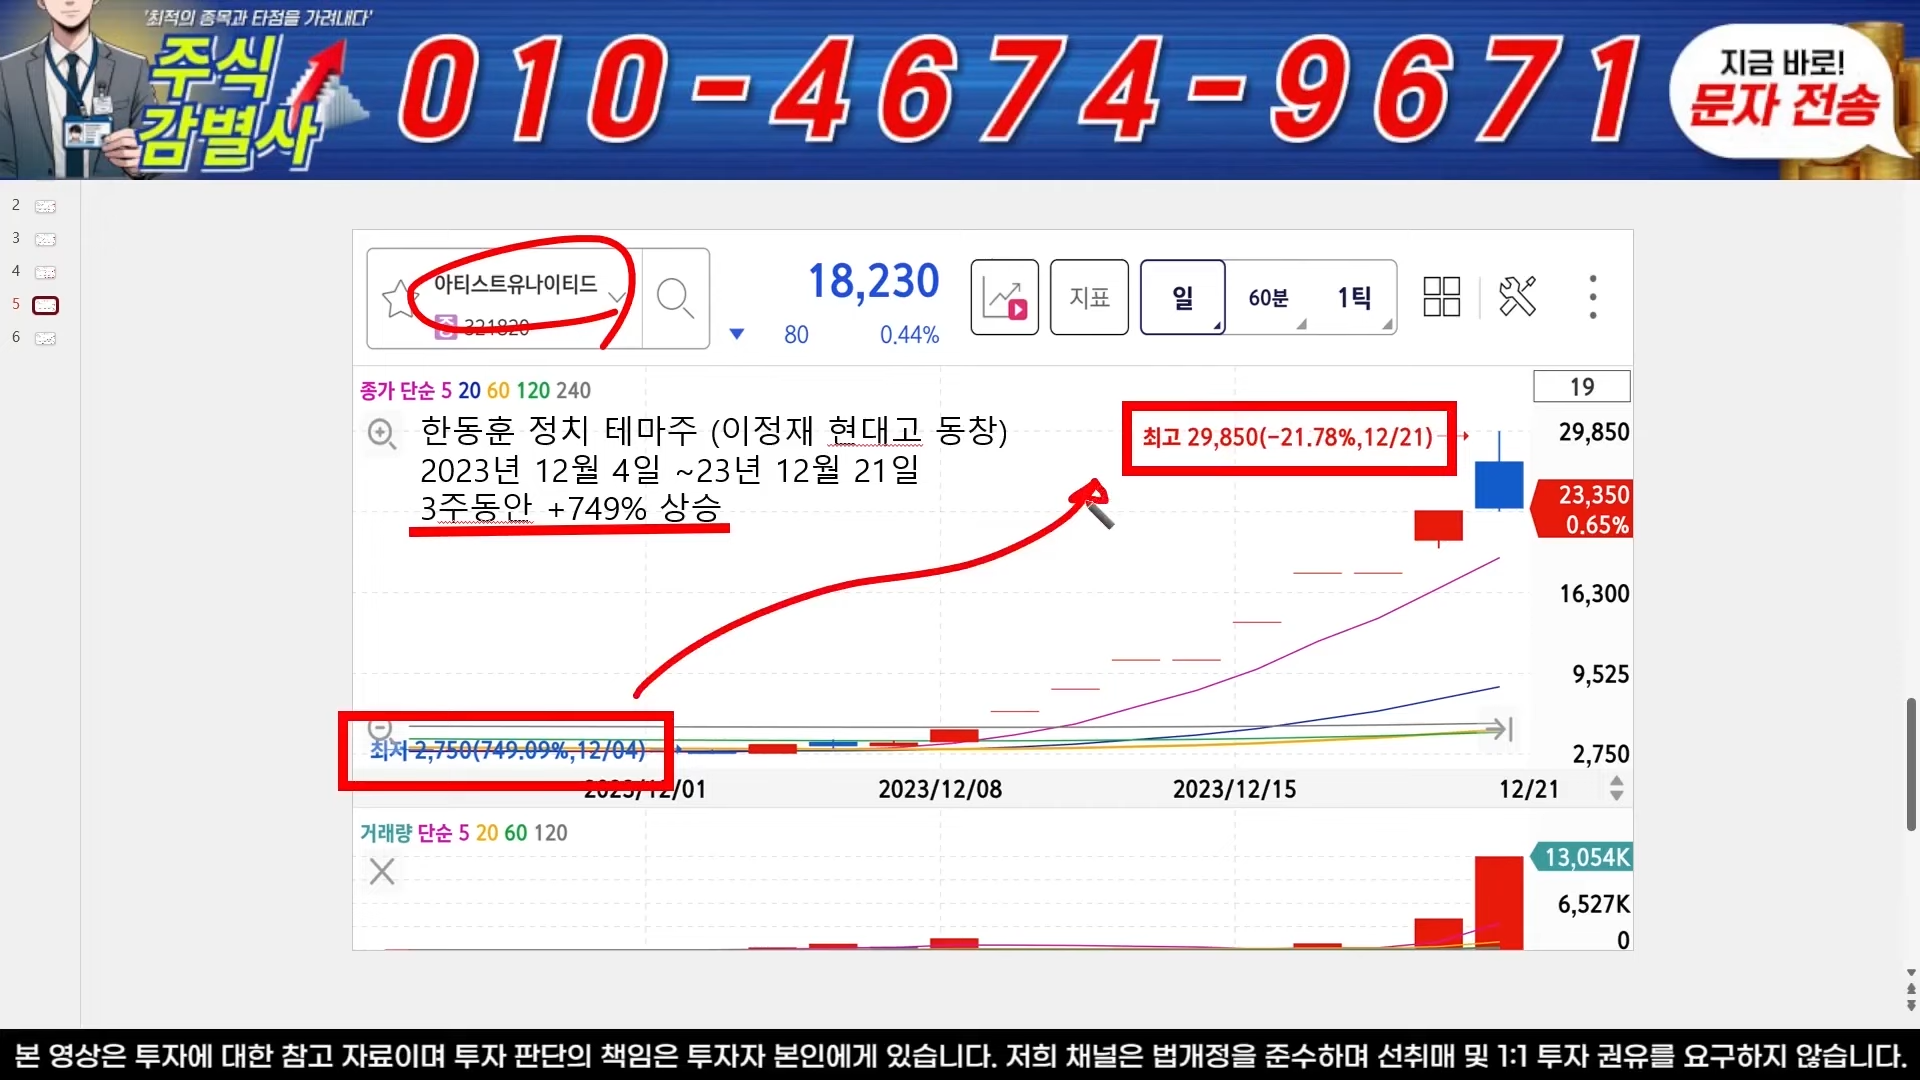 '최적의 종목과 타점을 가려내다'
주식
감별사
010-4674-9671
지금 바로!
문자 전송
2
3
4
5
6
아티스트유나이티드
증 321820
18,230
80 0.44%
지표
일 60분 1틱
종가 단순 5 20 60 120 240
19
한동훈 정치 테마주 (이정재 현대고 동창)
2023년 12월 4일 ~23년 12월 21일
3주동안 +749% 상승
최고 29,850(-21.78%,12/21)
29,850
23,350
0.65%
16,300
9,525
2,750
최저 2,750(749.09%,12/04)
2023/12/01 2023/12/08 2023/12/15 12/21
거래량 단순 5 20 60 120
13,054K
6,527K
0
본 영상은 투자에 대한 참고 자료이며 투자 판단의 책임은 투자자 본인에게 있습니다. 저희 채널은 법개정을 준수하며 선취매 및 1:1 투자 권유를 요구하지 않습니다.